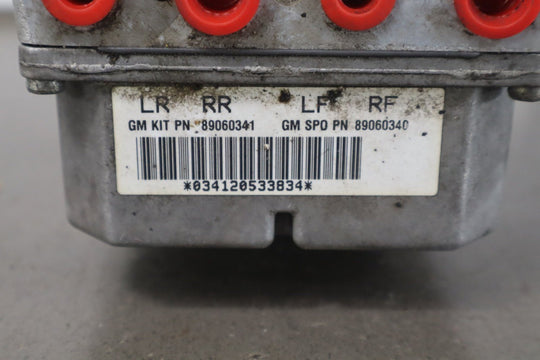 LR RR LF RF
GM KIT PN 89060341 GM SPO PN 89060340
*034120533834*